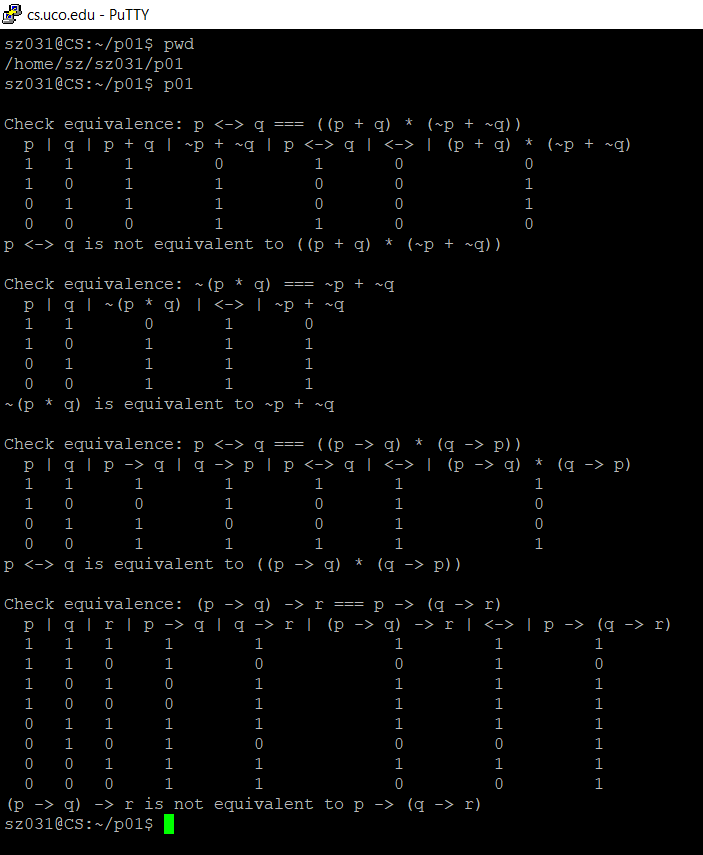 cs.uco.edu - PuTTY
sz031@CS:~/p01$ pwd
/home/sz/sz031/p01
sz031@CS:~/p01$ p01
Check equivalence: p <-> q === ((p + q) * (~p + ~q))
p | q | p + q | ~p + ~q | p <-> q | <-> | (p + q) * (~p + ~q)
1 1 1 0 1 0 0
1 0 1 1 0 0 1
0 1 1 1 0 0 1
0 0 0 1 1 0 0
p <-> q is not equivalent to ((p + q) * (~p + ~q))
Check equivalence: ~(p * q) === ~p + ~q
p | q | ~(p * q) | <-> | ~p + ~q
1 1 0 1 0
1 0 1 1 1
0 1 1 1 1
0 0 1 1 1
~(p * q) is equivalent to ~p + ~q
Check equivalence: p <-> q === ((p -> q) * (q -> p))
p | q | p -> q | q -> p | p <-> q | <-> | (p -> q) * (q -> p)
1 1 1 1 1 1 1
1 0 0 1 0 1 0
0 1 1 0 0 1 0
0 0 1 1 1 1 1
p <-> q is equivalent to ((p -> q) * (q -> p))
Check equivalence: (p -> q) -> r === p -> (q -> r)
p | q | r | p -> q | q -> r | (p -> q) -> r | <-> | p -> (q -> r)
1 1 1 1 1 1 1 1
1 1 0 1 0 0 1 0
1 0 1 0 1 1 1 1
1 0 0 0 1 1 1 1
0 1 1 1 1 1 1 1
0 1 0 1 0 0 0 1
0 0 1 1 1 1 1 1
0 0 0 1 1 0 0 1
(p -> q) -> r is not equivalent to p -> (q -> r)
sz031@CS:~/p01$